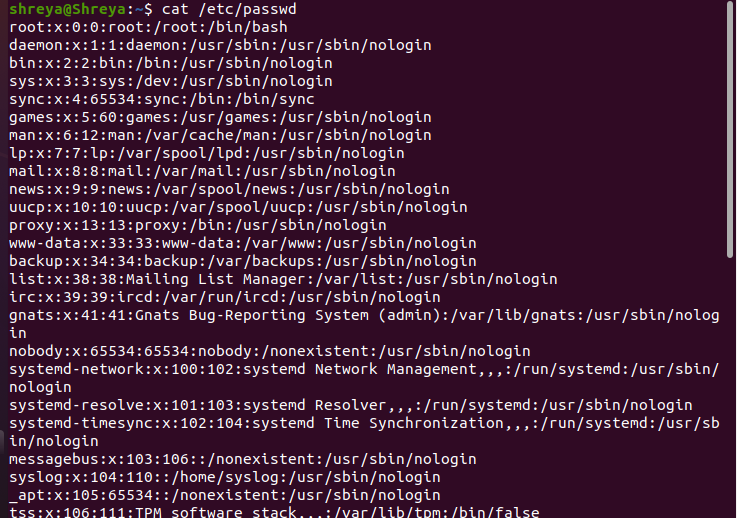 shreya@Shreya:~$ cat /etc/passwd
root:x:0:0:root:/root:/bin/bash
daemon:x:1:1:daemon:/usr/sbin:/usr/sbin/nologin
bin:x:2:2:bin:/bin:/usr/sbin/nologin
sys:x:3:3:sys:/dev:/usr/sbin/nologin
sync:x:4:65534:sync:/bin:/bin/sync
games:x:5:60:games:/usr/games:/usr/sbin/nologin
man:x:6:12:man:/var/cache/man:/usr/sbin/nologin
lp:x:7:7:lp:/var/spool/lpd:/usr/sbin/nologin
mail:x:8:8:mail:/var/mail:/usr/sbin/nologin
news:x:9:9:news:/var/spool/news:/usr/sbin/nologin
uucp:x:10:10:uucp:/var/spool/uucp:/usr/sbin/nologin
proxy:x:13:13:proxy:/bin:/usr/sbin/nologin
www-data:x:33:33:www-data:/var/www:/usr/sbin/nologin
backup:x:34:34:backup:/var/backups:/usr/sbin/nologin
list:x:38:38:Mailing List Manager:/var/list:/usr/sbin/nologin
irc:x:39:39:ircd:/var/run/ircd:/usr/sbin/nologin
gnats:x:41:41:Gnats Bug-Reporting System (admin):/var/lib/gnats:/usr/sbin/nolog
in
nobody:x:65534:65534:nobody:/nonexistent:/usr/sbin/nologin
systemd-network:x:100:102:systemd Network Management,,,:/run/systemd:/usr/sbin/
nologin
systemd-resolve:x:101:103:systemd Resolver,,,:/run/systemd:/usr/sbin/nologin
systemd-timesync:x:102:104:systemd Time Synchronization,,,:/run/systemd:/usr/sb
in/nologin
messagebus:x:103:106::/nonexistent:/usr/sbin/nologin
syslog:x:104:110::/home/syslog:/usr/sbin/nologin
_apt:x:105:65534::/nonexistent:/usr/sbin/nologin
tss:x:106:111:TPM software stack,,,:/var/lib/tpm:/bin/false